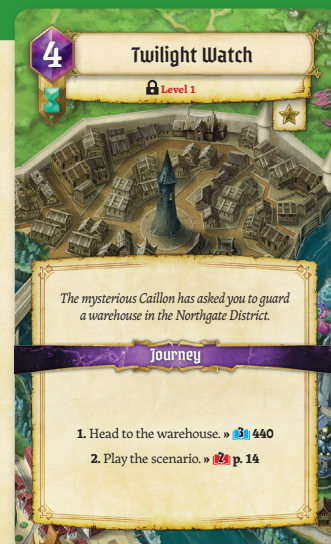 4
Twilight Watch
Level 1
The mysterious Caillon has asked you to guard
a warehouse in the Northgate District.
Journey
1. Head to the warehouse. » 3 440
2. Play the scenario. » 2 p. 14